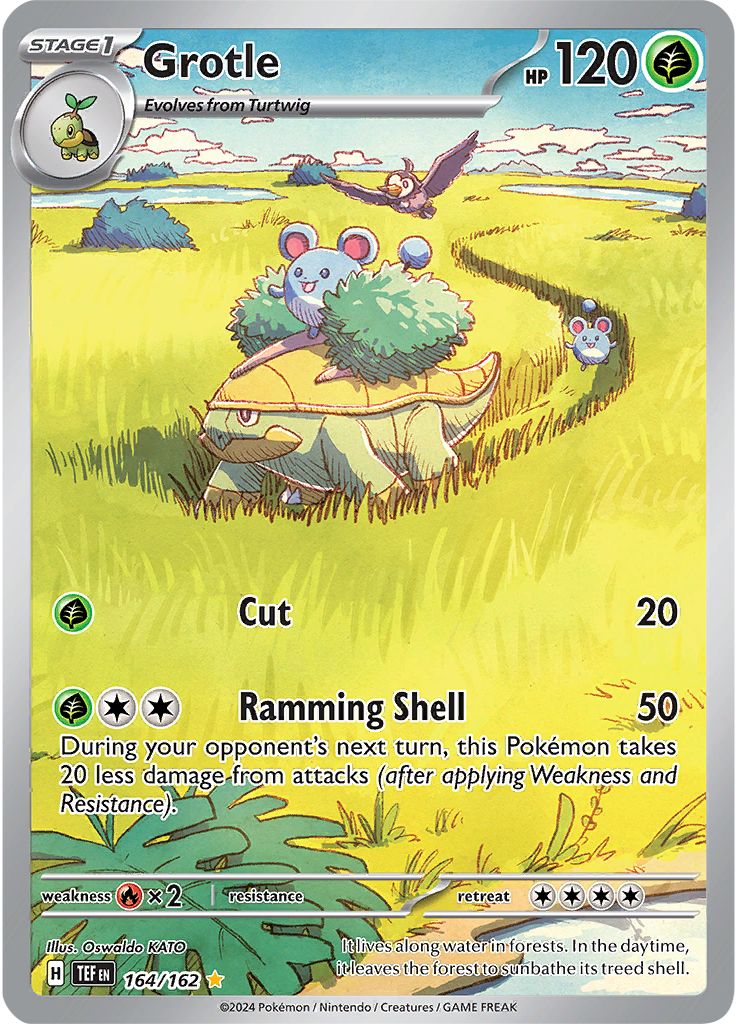 STAGE1
Grotle
HP 120
Evolves from Turtwig
Cut 20
Ramming Shell 50
During your opponent's next turn, this Pokémon takes
20 less damage from attacks (after applying Weakness and
Resistance).
weakness ×2 resistance retreat
Illus. Oswaldo KATO
It lives along water in forests. In the daytime,
it leaves the forest to sunbathe its treed shell.
H TEF EN 164/162
©2024 Pokémon / Nintendo / Creatures / GAME FREAK